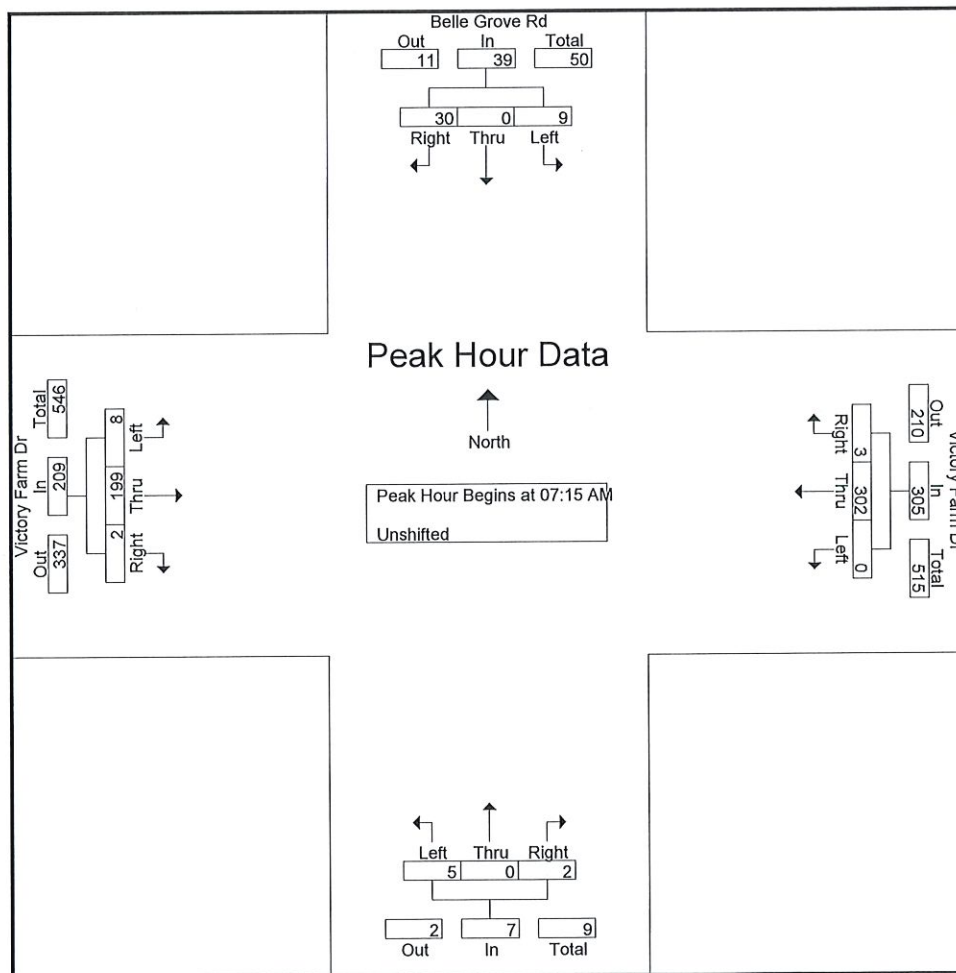 Belle Grove Rd
Out In Total
11 39 50
30 0 9
Right Thru Left
Peak Hour Data
North
Peak Hour Begins at 07:15 AM
Unshifted
Victory Farm Dr
Out In Total
337 209 546
8 199 2
Left Thru Right
Victory Farm Dr
Out In Total
210 305 515
3 302 0
Right Thru Left
Left Thru Right
5 0 2
2 7 9
Out In Total